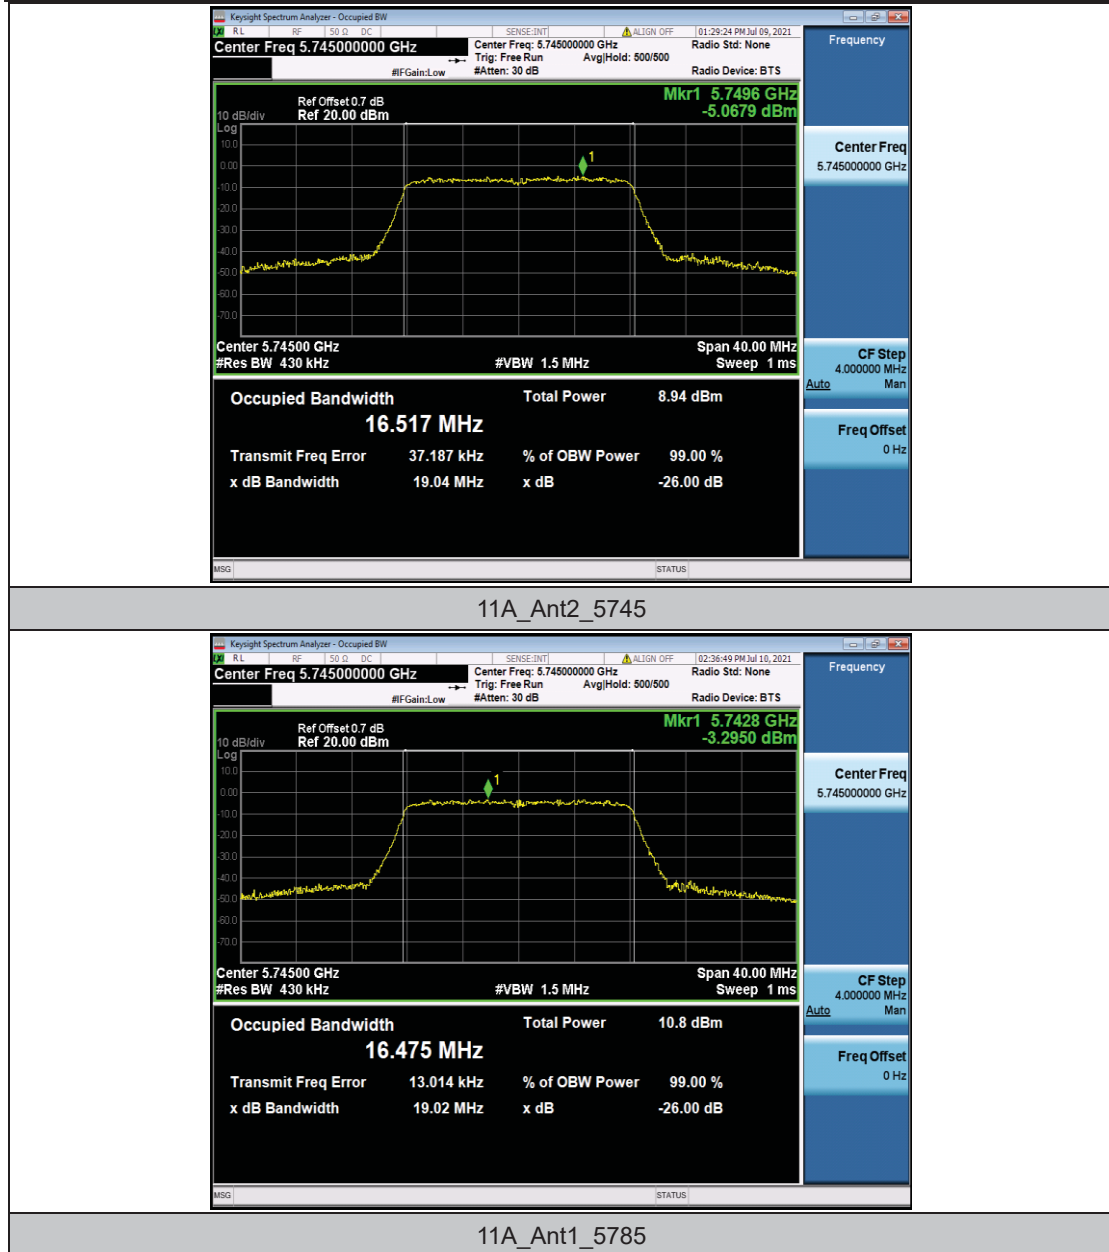 Keysight Spectrum Analyzer - Occupied BW
RL RF 50 Ω DC SENSE:INT ALIGN OFF 01:29:24 PM Jul 09, 2021
Center Freq 5.745000000 GHz
Center Freq: 5.745000000 GHz
Radio Std: None
Trig: Free Run Avg|Hold: 500/500
#IFGain:Low
#Atten: 30 dB
Radio Device: BTS
Frequency
Ref Offset 0.7 dB
Mkr1 5.7496 GHz
10 dB/div Ref 20.00 dBm
-5.0679 dBm
Log
10.0
0.00
-10.0
-20.0
-30.0
-40.0
-50.0
-60.0
-70.0
1
Center 5.74500 GHz Span 40.00 MHz
#Res BW 430 kHz #VBW 1.5 MHz Sweep 1 ms
Occupied Bandwidth Total Power 8.94 dBm
16.517 MHz
Transmit Freq Error 37.187 kHz % of OBW Power 99.00 %
x dB Bandwidth 19.04 MHz x dB -26.00 dB
Center Freq
5.745000000 GHz
CF Step
4.000000 MHz
Auto Man
Freq Offset
0 Hz
MSG STATUS
11A_Ant2_5745
Keysight Spectrum Analyzer - Occupied BW
RL RF 50 Ω DC SENSE:INT ALIGN OFF 02:36:49 PM Jul 10, 2021
Center Freq 5.745000000 GHz
Center Freq: 5.745000000 GHz
Radio Std: None
Trig: Free Run Avg|Hold: 500/500
#IFGain:Low
#Atten: 30 dB
Radio Device: BTS
Frequency
Ref Offset 0.7 dB
Mkr1 5.7428 GHz
10 dB/div Ref 20.00 dBm
-3.2950 dBm
Log
10.0
0.00
-10.0
-20.0
-30.0
-40.0
-50.0
-60.0
-70.0
1
Center 5.74500 GHz Span 40.00 MHz
#Res BW 430 kHz #VBW 1.5 MHz Sweep 1 ms
Occupied Bandwidth Total Power 10.8 dBm
16.475 MHz
Transmit Freq Error 13.014 kHz % of OBW Power 99.00 %
x dB Bandwidth 19.02 MHz x dB -26.00 dB
Center Freq
5.745000000 GHz
CF Step
4.000000 MHz
Auto Man
Freq Offset
0 Hz
MSG STATUS
11A_Ant1_5785